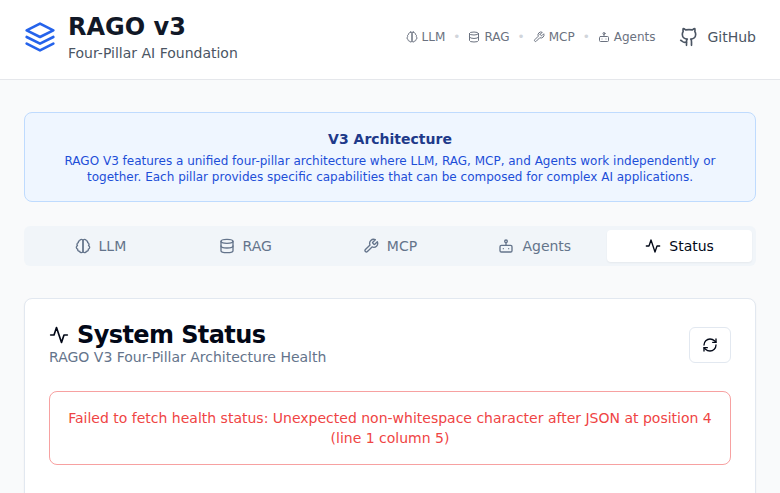 RAGO v3
Four-Pillar AI Foundation
LLM • RAG • MCP • Agents
GitHub
V3 Architecture
RAGO V3 features a unified four-pillar architecture where LLM, RAG, MCP, and Agents work independently or
together. Each pillar provides specific capabilities that can be composed for complex AI applications.
LLM
RAG
MCP
Agents
Status
System Status
RAGO V3 Four-Pillar Architecture Health
Failed to fetch health status: Unexpected non-whitespace character after JSON at position 4
(line 1 column 5)